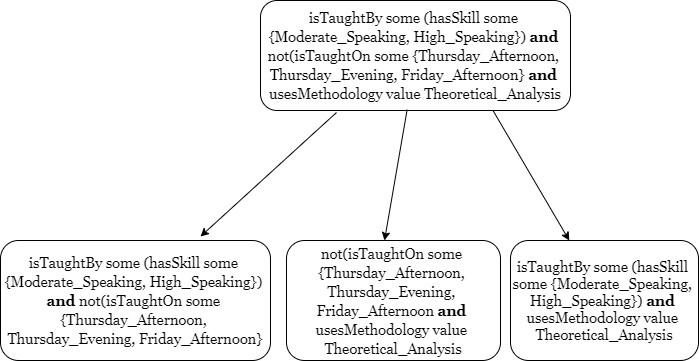 isTaughtBy some (hasSkill some
{Moderate_Speaking, High_Speaking}) and
not(isTaughtOn some {Thursday_Afternoon,
Thursday_Evening, Friday_Afternoon} and
usesMethodology value Theoretical_Analysis
isTaughtBy some (hasSkill some
{Moderate_Speaking, High_Speaking})
and not(isTaughtOn some
{Thursday_Afternoon,
Thursday_Evening, Friday_Afternoon}
not(isTaughtOn some
{Thursday_Afternoon,
Thursday_Evening,
Friday_Afternoon and
usesMethodology value
Theoretical_Analysis
isTaughtBy some (hasSkill
some {Moderate_Speaking,
High_Speaking}) and
usesMethodology value
Theoretical_Analysis